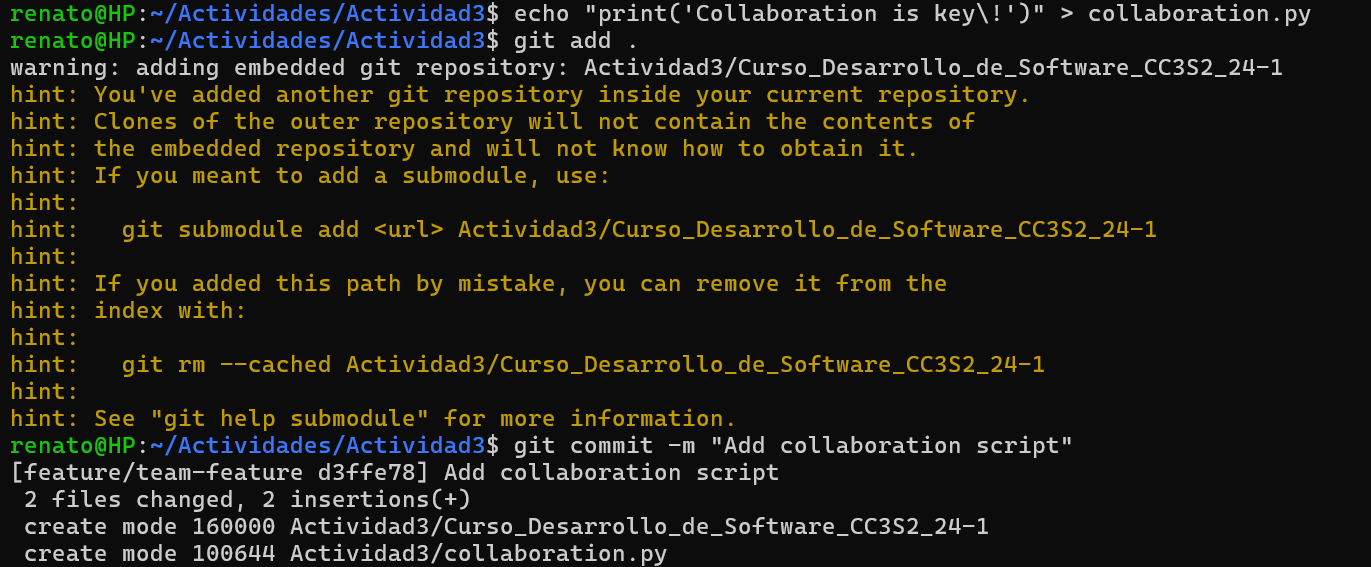 renato@HP:~/Actividades/Actividad3$ echo "print('Collaboration is key\!')" > collaboration.py
renato@HP:~/Actividades/Actividad3$ git add .
warning: adding embedded git repository: Actividad3/Curso_Desarrollo_de_Software_CC3S2_24-1
hint: You've added another git repository inside your current repository.
hint: Clones of the outer repository will not contain the contents of
hint: the embedded repository and will not know how to obtain it.
hint: If you meant to add a submodule, use:
hint:
hint:   git submodule add <url> Actividad3/Curso_Desarrollo_de_Software_CC3S2_24-1
hint:
hint: If you added this path by mistake, you can remove it from the
hint: index with:
hint:
hint:   git rm --cached Actividad3/Curso_Desarrollo_de_Software_CC3S2_24-1
hint:
hint: See "git help submodule" for more information.
renato@HP:~/Actividades/Actividad3$ git commit -m "Add collaboration script"
[feature/team-feature d3ffe78] Add collaboration script
 2 files changed, 2 insertions(+)
 create mode 160000 Actividad3/Curso_Desarrollo_de_Software_CC3S2_24-1
 create mode 100644 Actividad3/collaboration.py